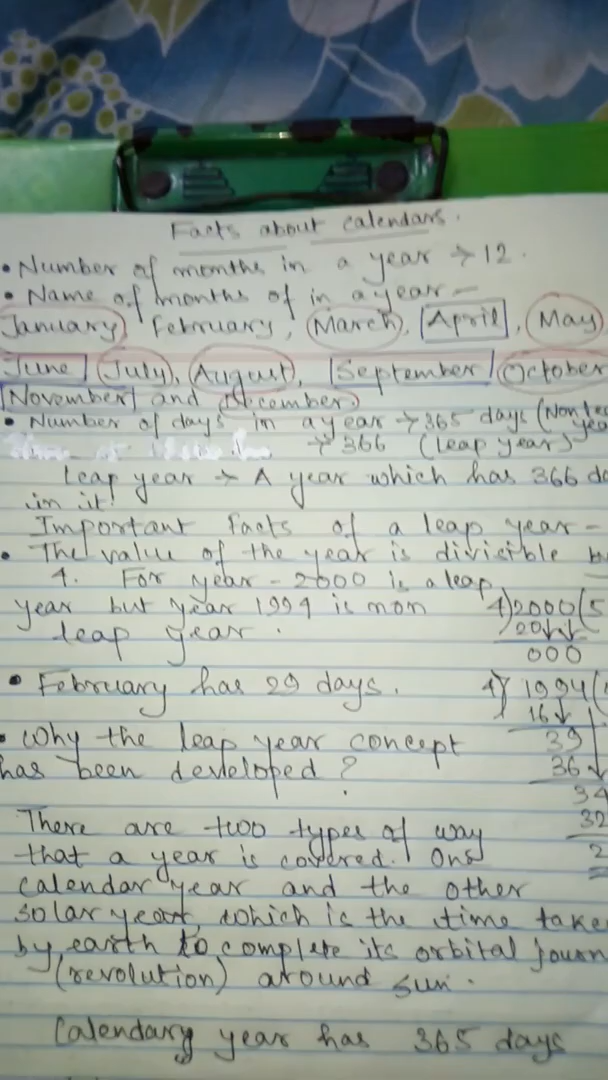 Facts about calendars.
• Number of months in a year → 12.
• Name of months of in a year -
January, February, March, April, May
June, July, August, September, October
November and December
• Number of days in a year → 365 days (Non
→ 366 (leap year)
leap year → A year which has 366
in it.
Important facts of a leap year -
• The value of the year is divisible
4. For year - 2000 is a leap
year but year 1994 is non
leap year.
4)2000(5
20↓↓
000
• February has 29 days.
4) 1994(
16↓
39
36↓
34
32
2
• Why the leap year concept
has been developed?
There are two types of way
that a year is covered. One
calendar year and the other
solar year, which is the time take
by earth to complete its orbital journ
(revolution) around sun.
Calendary year has 365 days